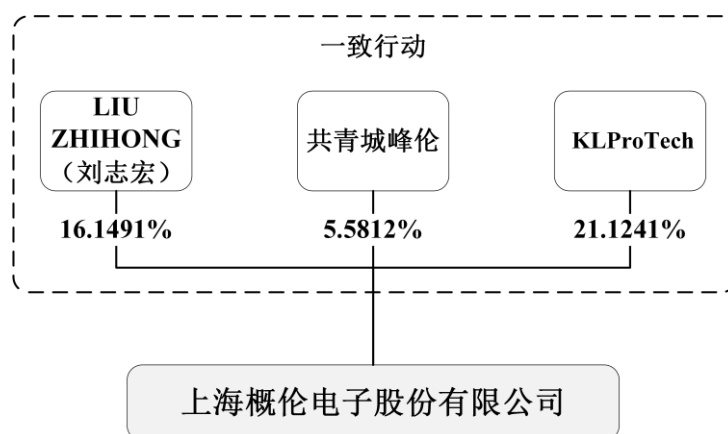 一致行动
LIU
ZHIHONG
（刘志宏）
共青城峰伦
KLProTech
16.1491%
5.5812%
21.1241%
上海概伦电子股份有限公司